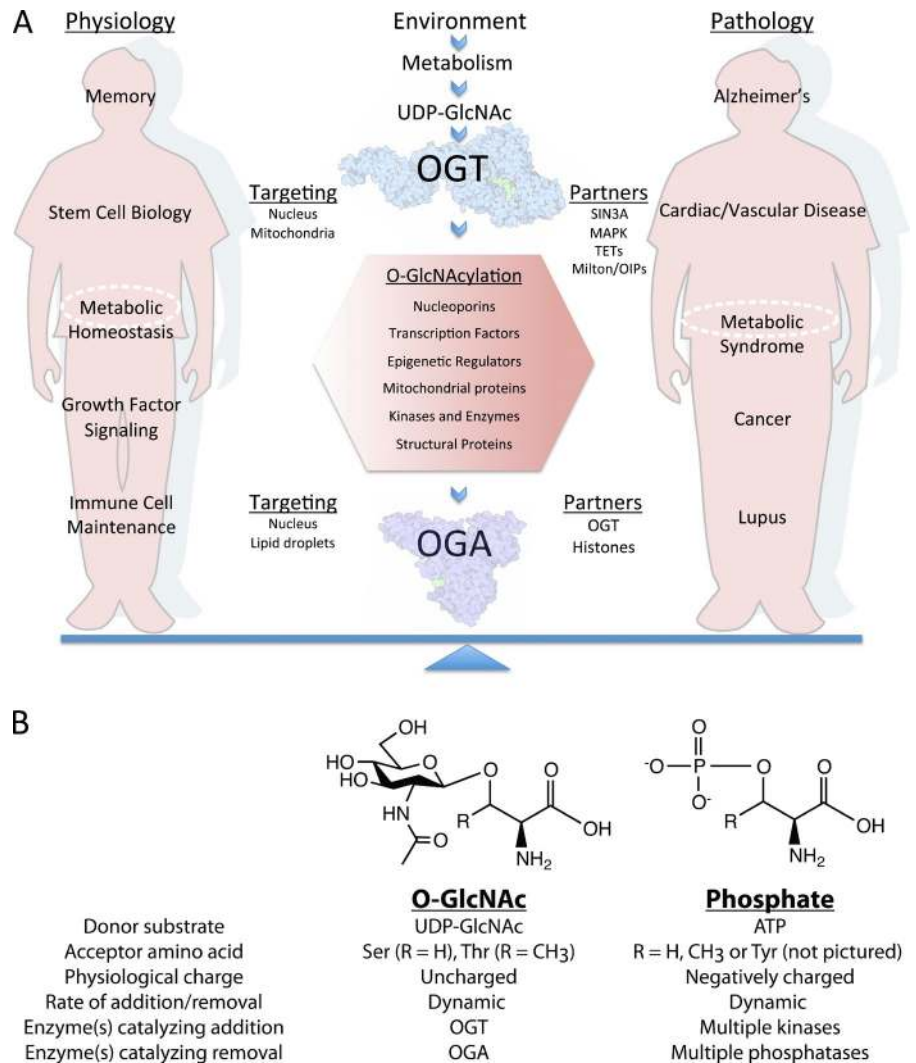 A
Physiology
Environment
Pathology
Metabolism
UDP-GlcNAc
OGT
Memory
Stem Cell Biology
Metabolic
Homeostasis
Growth Factor
Signaling
Immune Cell
Maintenance
Targeting
Nucleus
Mitochondria
Partners
SIN3A
MAPK
TETs
Milton/OIPs
O-GlcNAcylation
Nucleoporins
Transcription Factors
Epigenetic Regulators
Mitochondrial proteins
Kinases and Enzymes
Structural Proteins
Targeting
Nucleus
Lipid droplets
OGA
Partners
OGT
Histones
Alzheimer's
Cardiac/Vascular Disease
Metabolic
Syndrome
Cancer
Lupus
B
OH
HO
HO
O
O
HN
O
R
NH₂
O
OH
O
-O
P
O
O-
R
NH₂
O
OH
O-GlcNAc Phosphate
Donor substrate UDP-GlcNAc ATP
Acceptor amino acid Ser (R = H), Thr (R = CH₃) R = H, CH₃ or Tyr (not pictured)
Physiological charge Uncharged Negatively charged
Rate of addition/removal Dynamic Dynamic
Enzyme(s) catalyzing addition OGT Multiple kinases
Enzyme(s) catalyzing removal OGA Multiple phosphatases